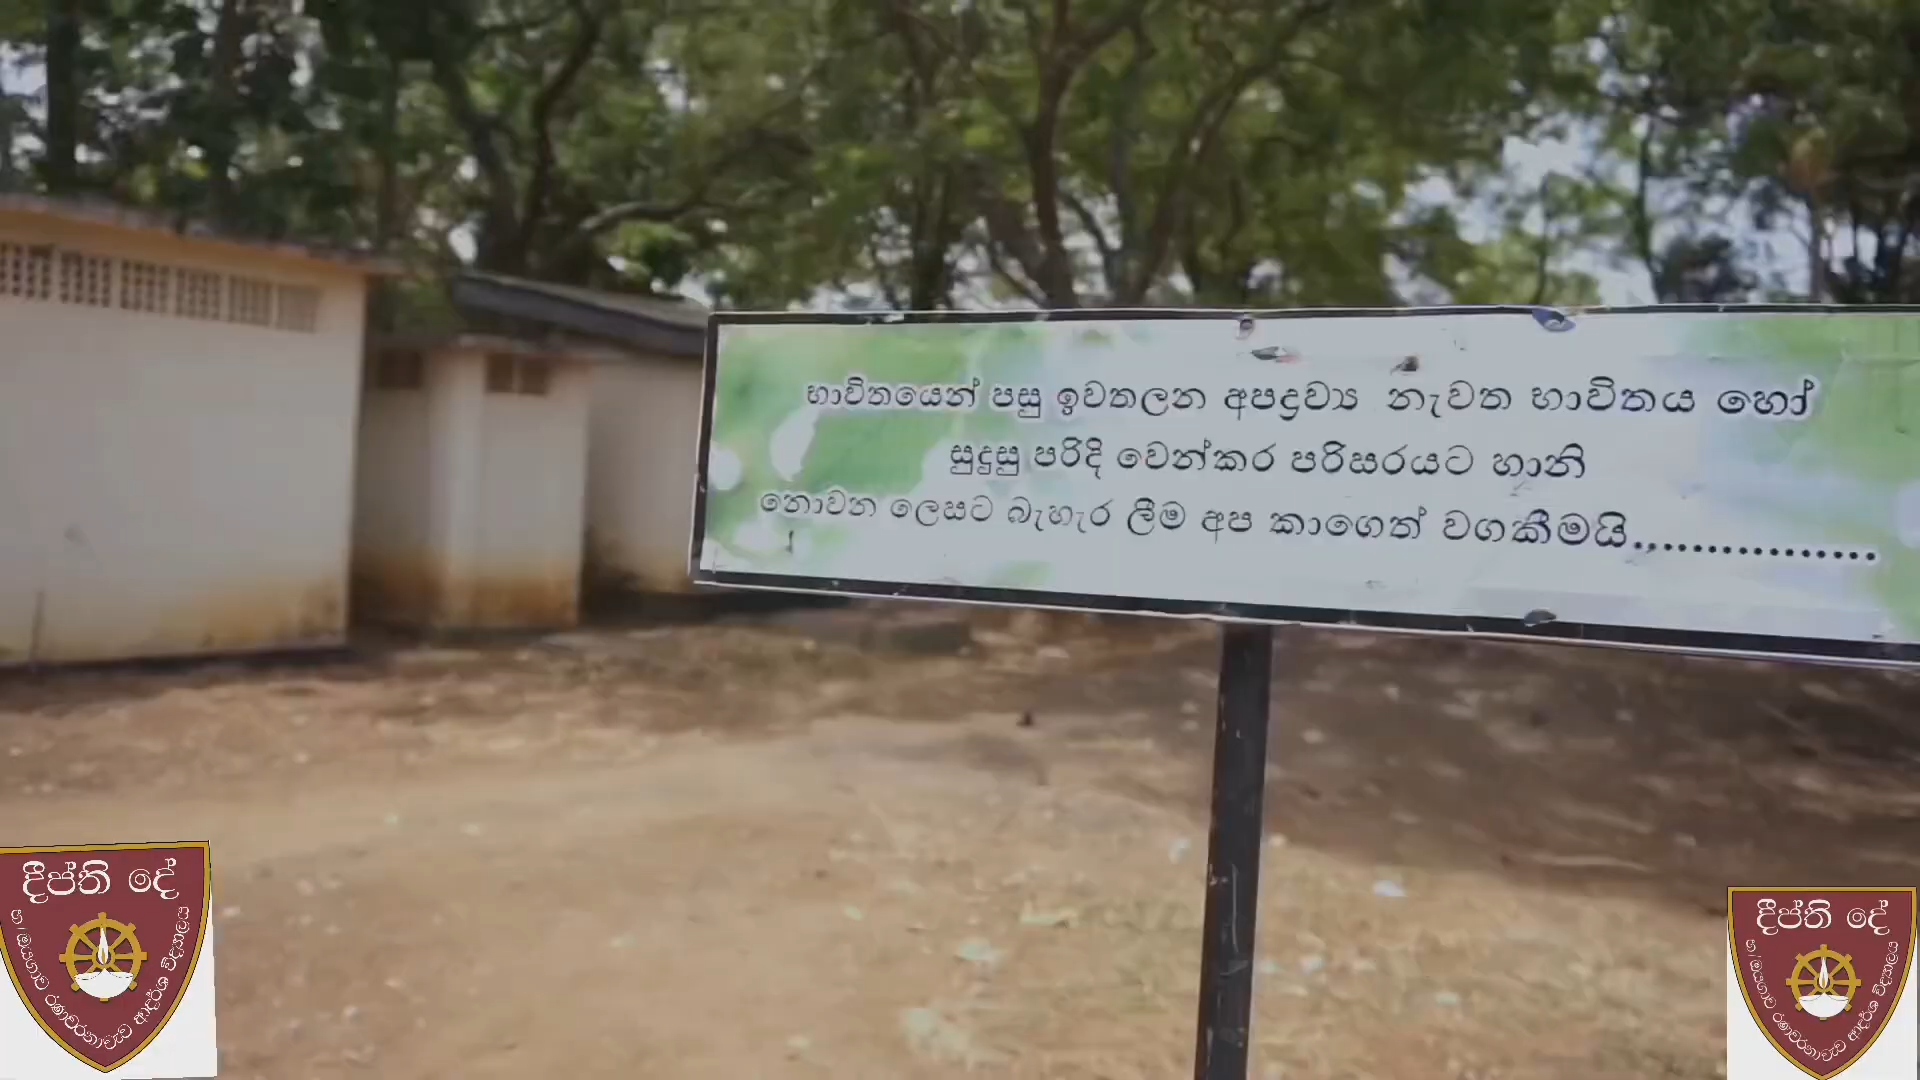 භාවිතයෙන් පසු ඉවතලන අපද්‍රව්‍ය නැවත භාවිතය හෝ
සුදුසු පරිදි වෙන්කර පරිසරයට හානි
නොවන ලෙසට බැහැර ලීම අප කාගෙත් වගකීමයි................
දීප්ති දේ
දීප්ති දේ